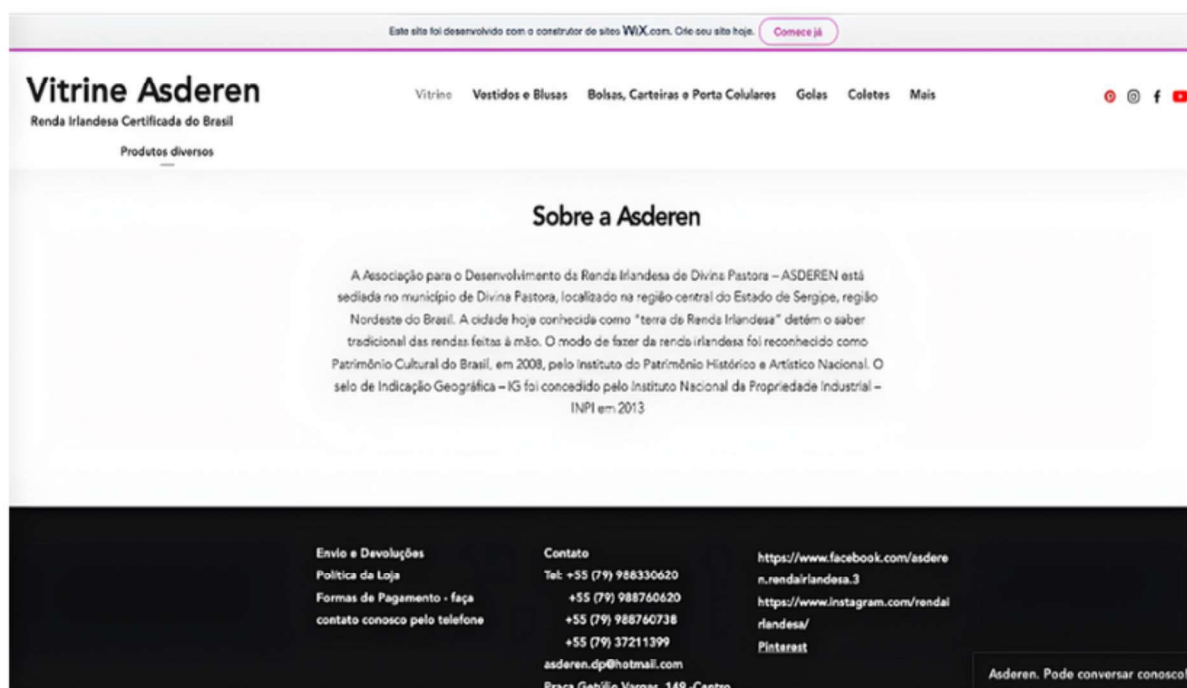 Este site foi desenvolvido com o construtor de sites WiX.com. Crie seu site hoje. Comece já
Vitrine Asderen
Renda Irlandesa Certificada do Brasil
Produtos diversos
Vitrine Vestidos e Blusas Bolsas, Carteiras e Porta Celulares Golas Coletes Mais
Sobre a Asderen
A Associação para o Desenvolvimento da Renda Irlandesa de Divina Pastora – ASDEREN está
sediada no município de Divina Pastora, localizado na região central do Estado de Sergipe, região
Nordeste do Brasil. A cidade hoje conhecida como "terra de Renda Irlandesa" detém o saber
tradicional das rendas feitas à mão. O modo de fazer da renda irlandesa foi reconhecido como
Patrimônio Cultural do Brasil, em 2008, pelo Instituto do Patrimônio Histórico e Artístico Nacional. O
selo de Indicação Geográfica – IG foi concedido pelo Instituto Nacional da Propriedade Industrial –
INPI em 2013
Envio e Devoluções
Política da Loja
Formas de Pagamento - faça
contato conosco pelo telefone
Contato
Tel: +55 (79) 988330620
+55 (79) 988760620
+55 (79) 988760738
+55 (79) 37211399
asderen.dp@hotmail.com
Praça Getúlio Vargas, 149 -Centro
https://www.facebook.com/asdere
n.rendairlandesa.3
https://www.instagram.com/rendai
rlandesa/
Pinterest
Asderen. Pode conversar conosco!